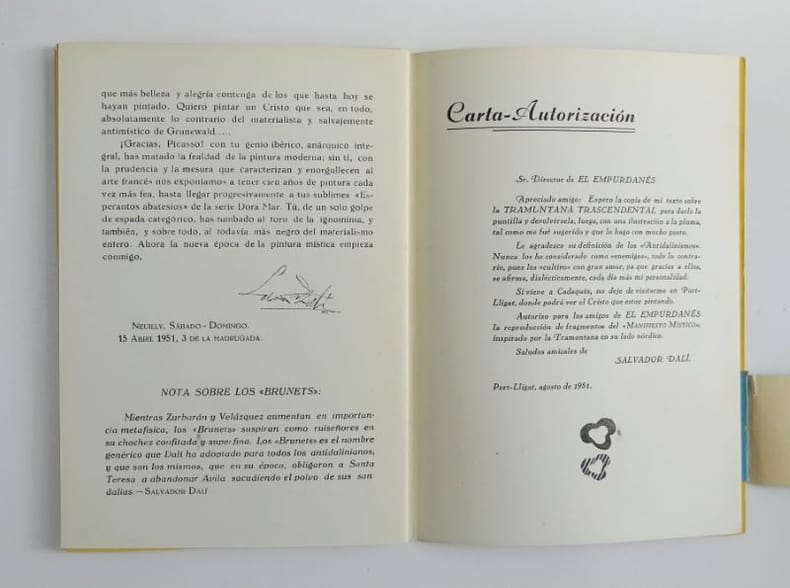 que más belleza y alegría contenga de los que hasta hoy se
hayan pintado. Quiero pintar un Cristo que sea, en todo,
absolutamente lo contrario del materialista y salvajemente
antimístico de Grunewald.....
¡Gracias, Picasso! con tu genio ibérico, anárquico inte-
gral, has matado la fealdad de la pintura moderna; sin tí, con
la prudencia y la mesura que caracterizan y enorgullecen al
arte francés nos exponíamos a tener cien años de pintura cada
vez más fea, hasta llegar progresivamente a tus sublimes «Es-
perantos abatesios» de la serie Dora Mar. Tú, de un solo golpe
de espada categórico, has tumbado al toro de la ignominia, y
también, y sobre todo, al todavía más negro del materialismo
entero. Ahora la nueva época de la pintura mística empieza
conmigo.
Salvador Dalí
NEUILLY, SÁBADO - DOMINGO.
15 ABRIL 1951, 3 DE LA MADRUGADA.
NOTA SOBRE LOS «BRUNETS»:
Mientras Zurbarán y Velázquez aumentan en importan-
cia metafísica, los «Brunets» suspiran como ruiseñores en
su chochez confitada y superfina. Los «Brunets» es el nombre
genérico que Dalí ha adoptado para todos los antidalinianos,
y que son los mismos, que en su época, obligaron a Santa
Teresa a abandonar Avila sacudiendo el polvo de sus san-
dalias.—SALVADOR DALÍ
Carta-Autorización
Sr. Director de EL EMPURDANÉS
Apreciado amigo: Espero la copia de mi texto sobre
la TRAMUNTANA TRASCENDENTAL para darle la
puntilla y devolvérsela, luego, con una ilustración a la pluma,
tal como me fué sugerido y que lo hago con mucho gusto.
Le agradezco su definición de los «Antidalinismos».
Nunca los he considerado como «enemigos», todo lo contra-
rio, pues los «cultivo» con gran amor, ya que gracias a ellos,
se afirma, dialécticamente, cada día más mi personalidad.
Si viene a Cadaqués, no deje de visitarme en Port-
Lligat, donde podrá ver el Cristo que estoy pintando.
Autorizo para los amigos de EL EMPURDANÉS
la reproducción de fragmentos del «MANIFIESTO MÍSTICO»,
inspirado por la Tramontana en su lado nórdico.
Saludos amicales de
SALVADOR DALÍ.
Port-Lligat, agosto de 1951.